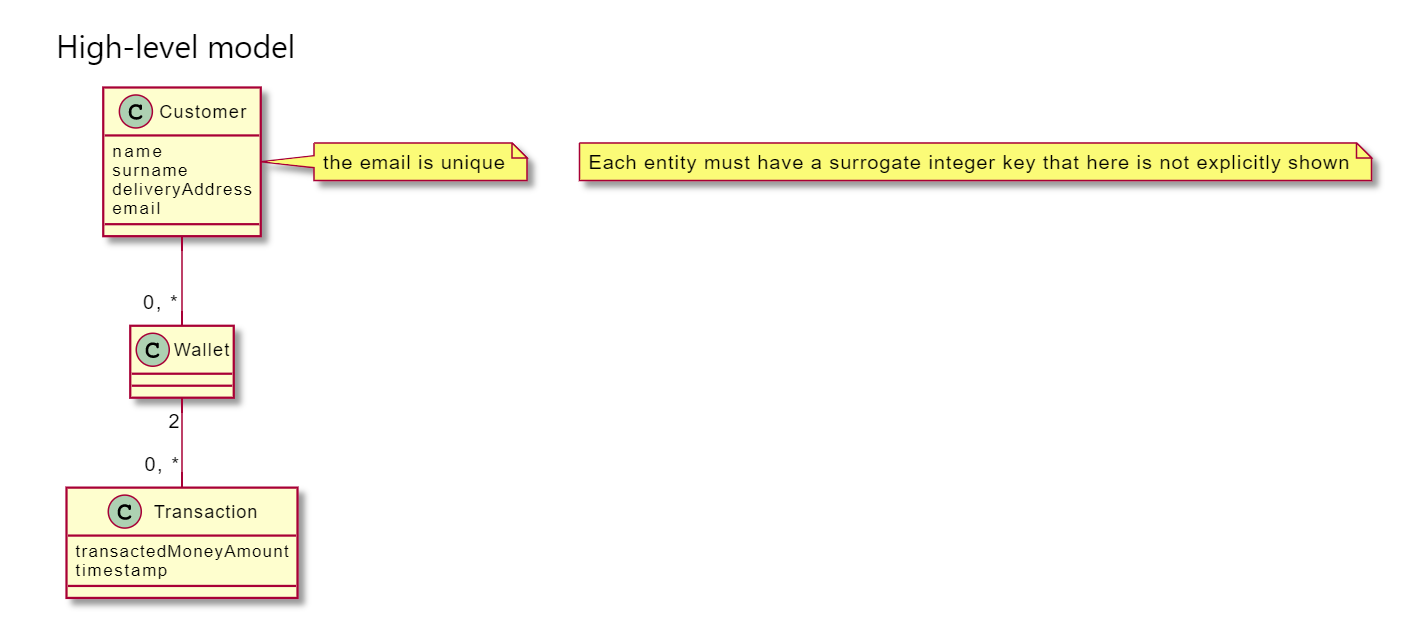 High-level model
C Customer
name
surname
deliveryAddress
email
the email is unique
Each entity must have a surrogate integer key that here is not explicitly shown
0, *
C Wallet
2
0, *
C Transaction
transactedMoneyAmount
timestamp